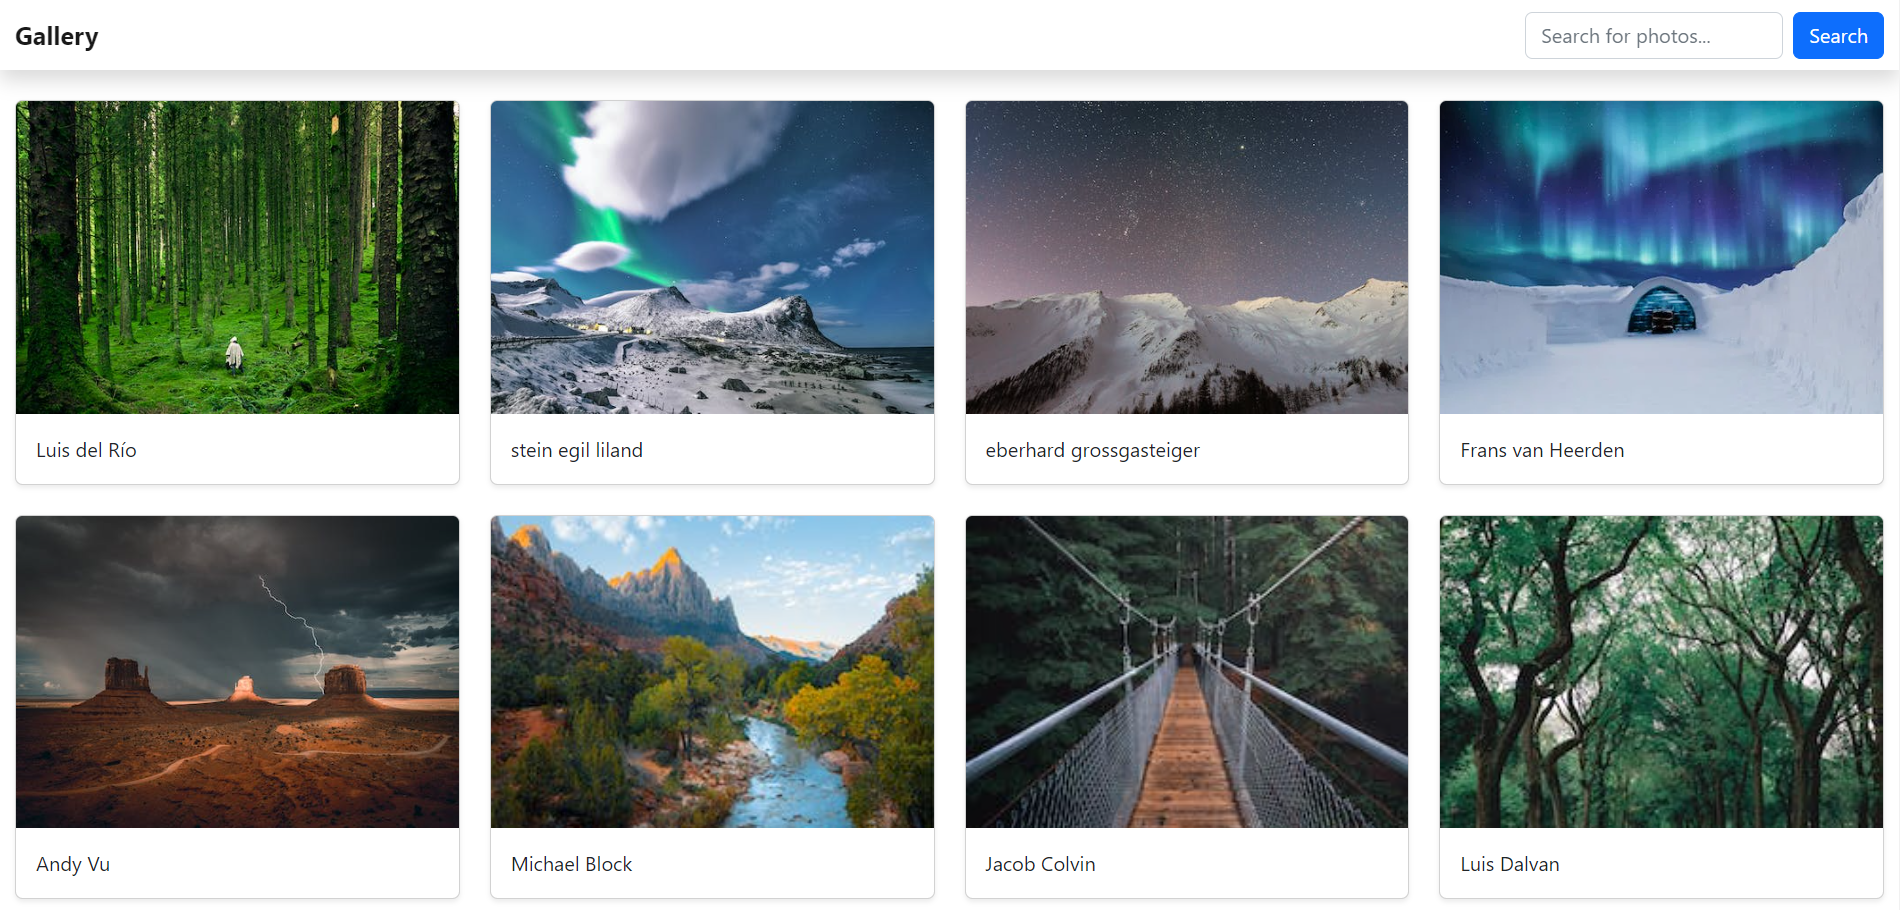 Gallery
Search for photos...
Search
Luis del Río
stein egil liland
eberhard grossgasteiger
Frans van Heerden
Andy Vu
Michael Block
Jacob Colvin
Luis Dalvan